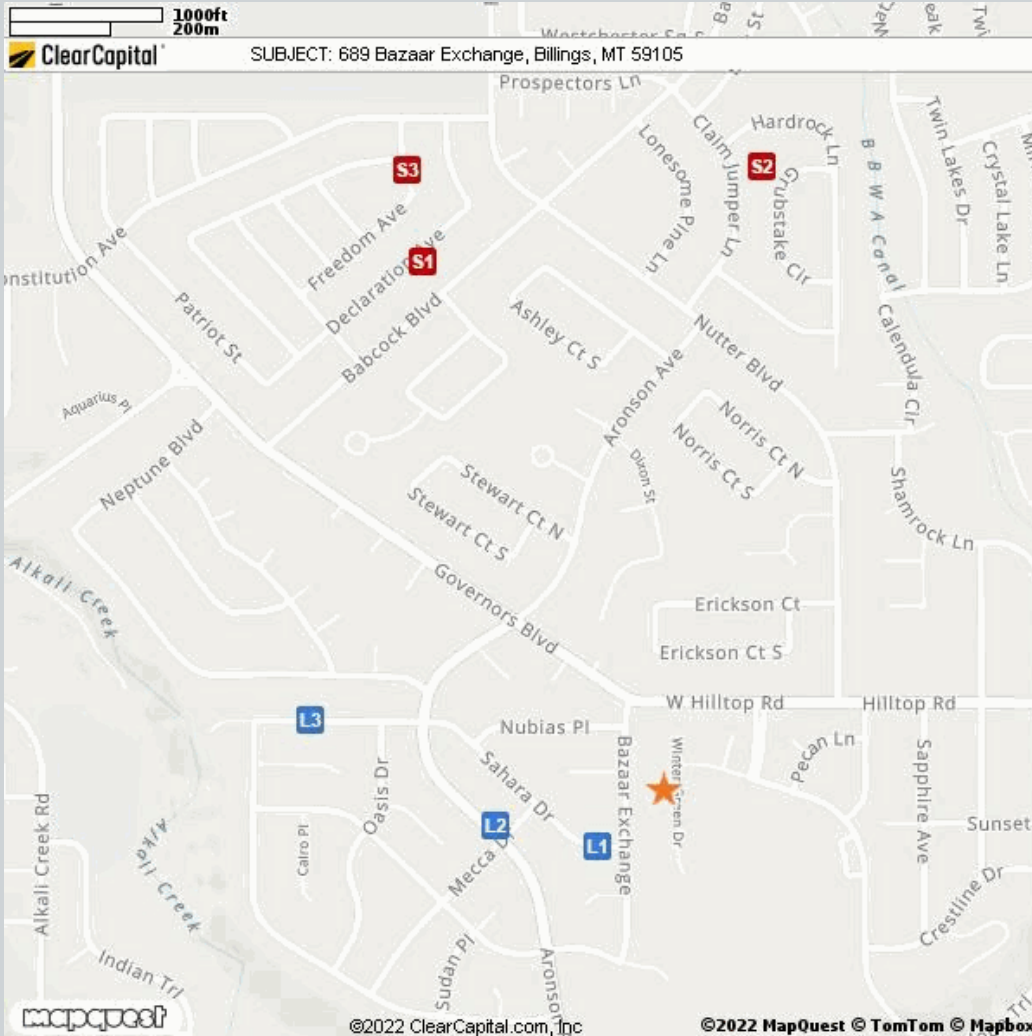 1000ft
200m
ClearCapital
SUBJECT: 689 Bazaar Exchange, Billings, MT 59105
Prospectors Ln
Hardrock Ln
Claim Jumper Ln
Lonesome Pine Ln
S2
Grubstake Cir
B B W A Canal
Twin Lakes Dr
Crystal Lake Ln
S3
Freedom Ave
S1
Declaration Ave
onstitution Ave
Patriot St
Babcock Blvd
Ashley Ct S
Nutter Blvd
Calendula Cir
Aquarius Pl
Neptune Blvd
Aronson Ave
Norris Ct N
Norris Ct S
Dixon St
Stewart Ct N
Stewart Ct S
Shamrock Ln
Alkali Creek
Governors Blvd
Erickson Ct
Erickson Ct S
W Hilltop Rd
Hilltop Rd
L3
Nubias Pl
Pecan Ln
Sahara Dr
Bazaar Exchange
Oasis Dr
Sapphire Ave
L2
L1
Cairo Pl
Mecca D
Sunset
Alkali Creek Rd
Alkali Creek
Crestline Dr
Indian Trl
Sudan Pl
Aronson
mapquest
©2022 ClearCapital.com, Inc
©2022 MapQuest © TomTom © Mapbox